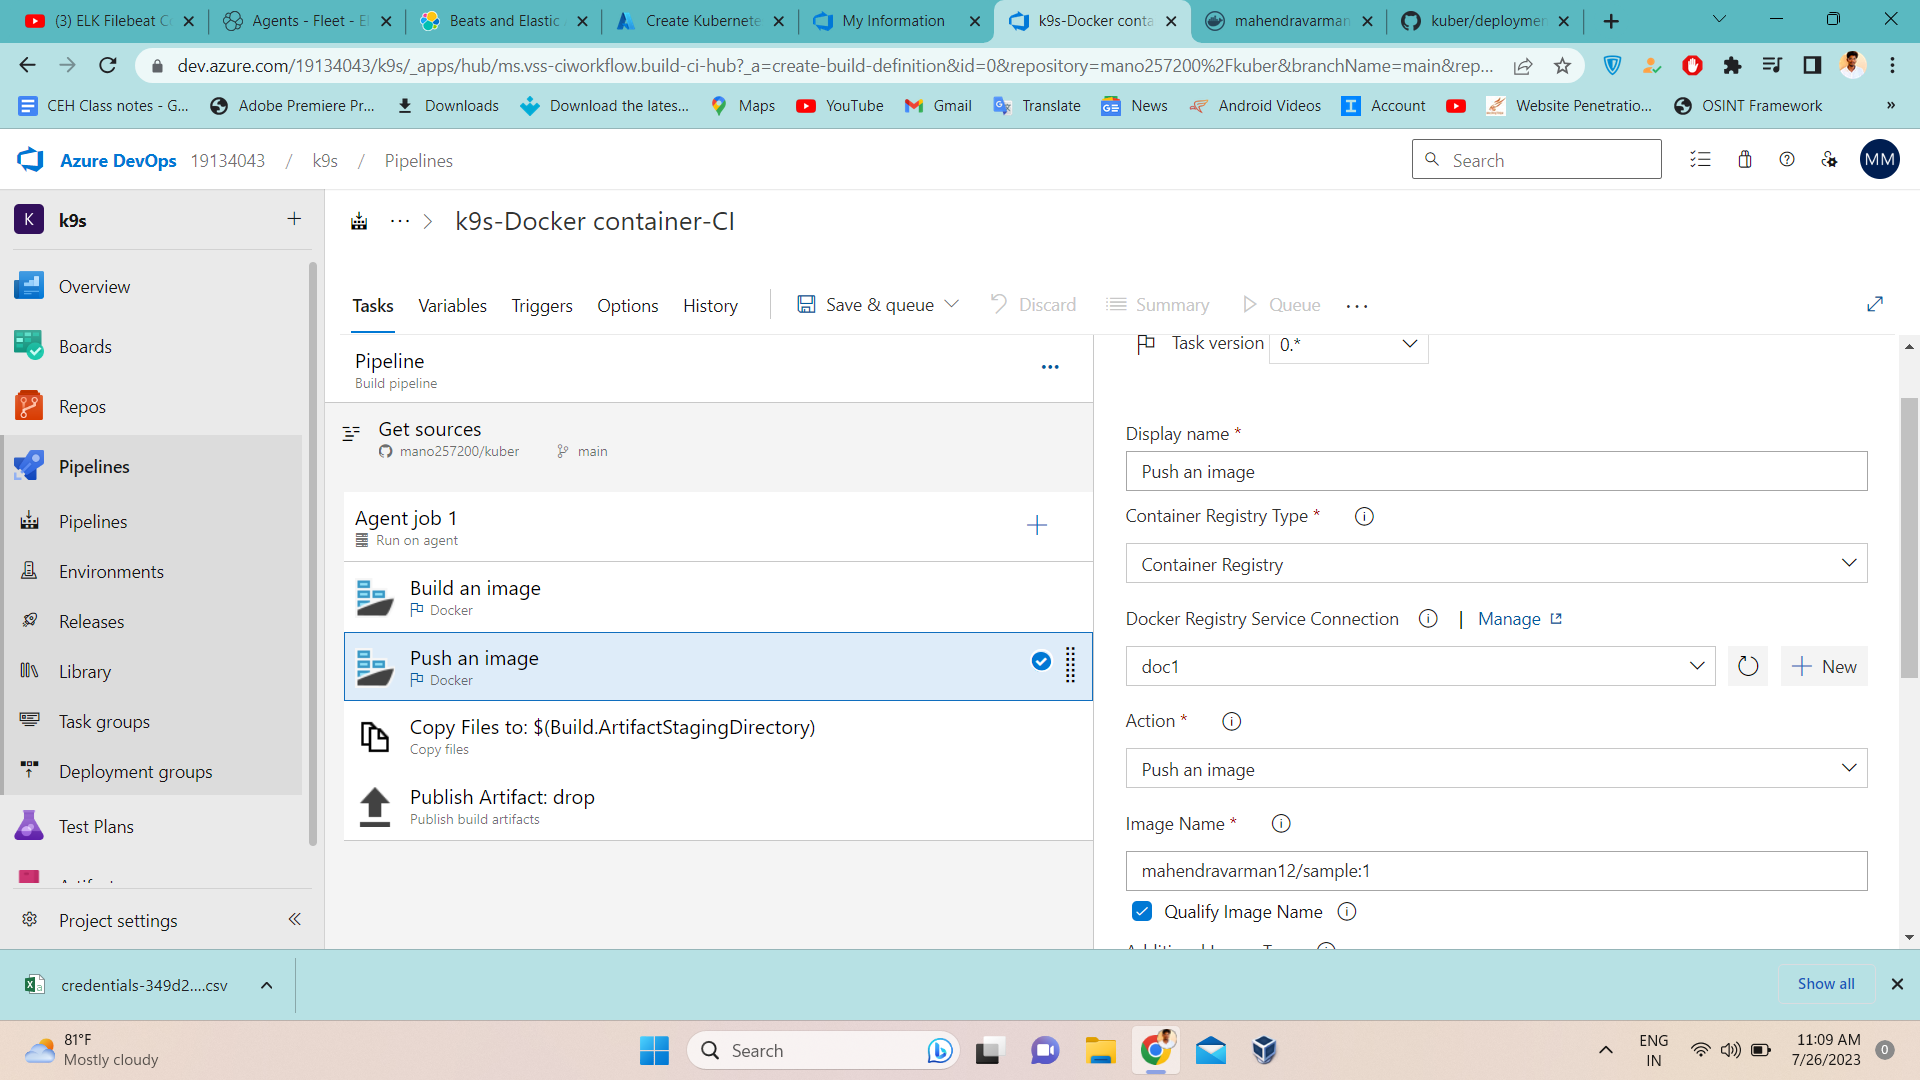 (3) ELK Filebeat Co
Agents - Fleet - El
Beats and Elastic A
Create Kubernete
My Information
k9s-Docker conta
mahendravarman
kuber/deploymen
dev.azure.com/19134043/k9s/_apps/hub/ms.vss-ciworkflow.build-ci-hub?_a=create-build-definition&id=0&repository=mano257200%2Fkuber&branchName=main&rep...
CEH Class notes - G...
Adobe Premiere Pr...
Downloads
Download the lates...
Maps
YouTube
Gmail
Translate
News
Android Videos
Account
Website Penetratio...
OSINT Framework
»
Azure DevOps 19134043 / k9s / Pipelines
Search
MM
K k9s
Overview
Boards
Repos
Pipelines
Pipelines
Environments
Releases
Library
Task groups
Deployment groups
Test Plans
Project settings
··· > k9s-Docker container-CI
Tasks Variables Triggers Options History
Save & queue Discard Summary Queue ···
Pipeline
Build pipeline
Get sources
mano257200/kuber main
Agent job 1
Run on agent
Build an image
Docker
Push an image
Docker
Copy Files to: $(Build.ArtifactStagingDirectory)
Copy files
Publish Artifact: drop
Publish build artifacts
Task version 0.*
Display name *
Push an image
Container Registry Type *
Container Registry
Docker Registry Service Connection | Manage
doc1
New
Action *
Push an image
Image Name *
mahendravarman12/sample:1
Qualify Image Name
credentials-349d2....csv
Show all
81°F
Mostly cloudy
Search
ENG
IN
11:09 AM
7/26/2023
0